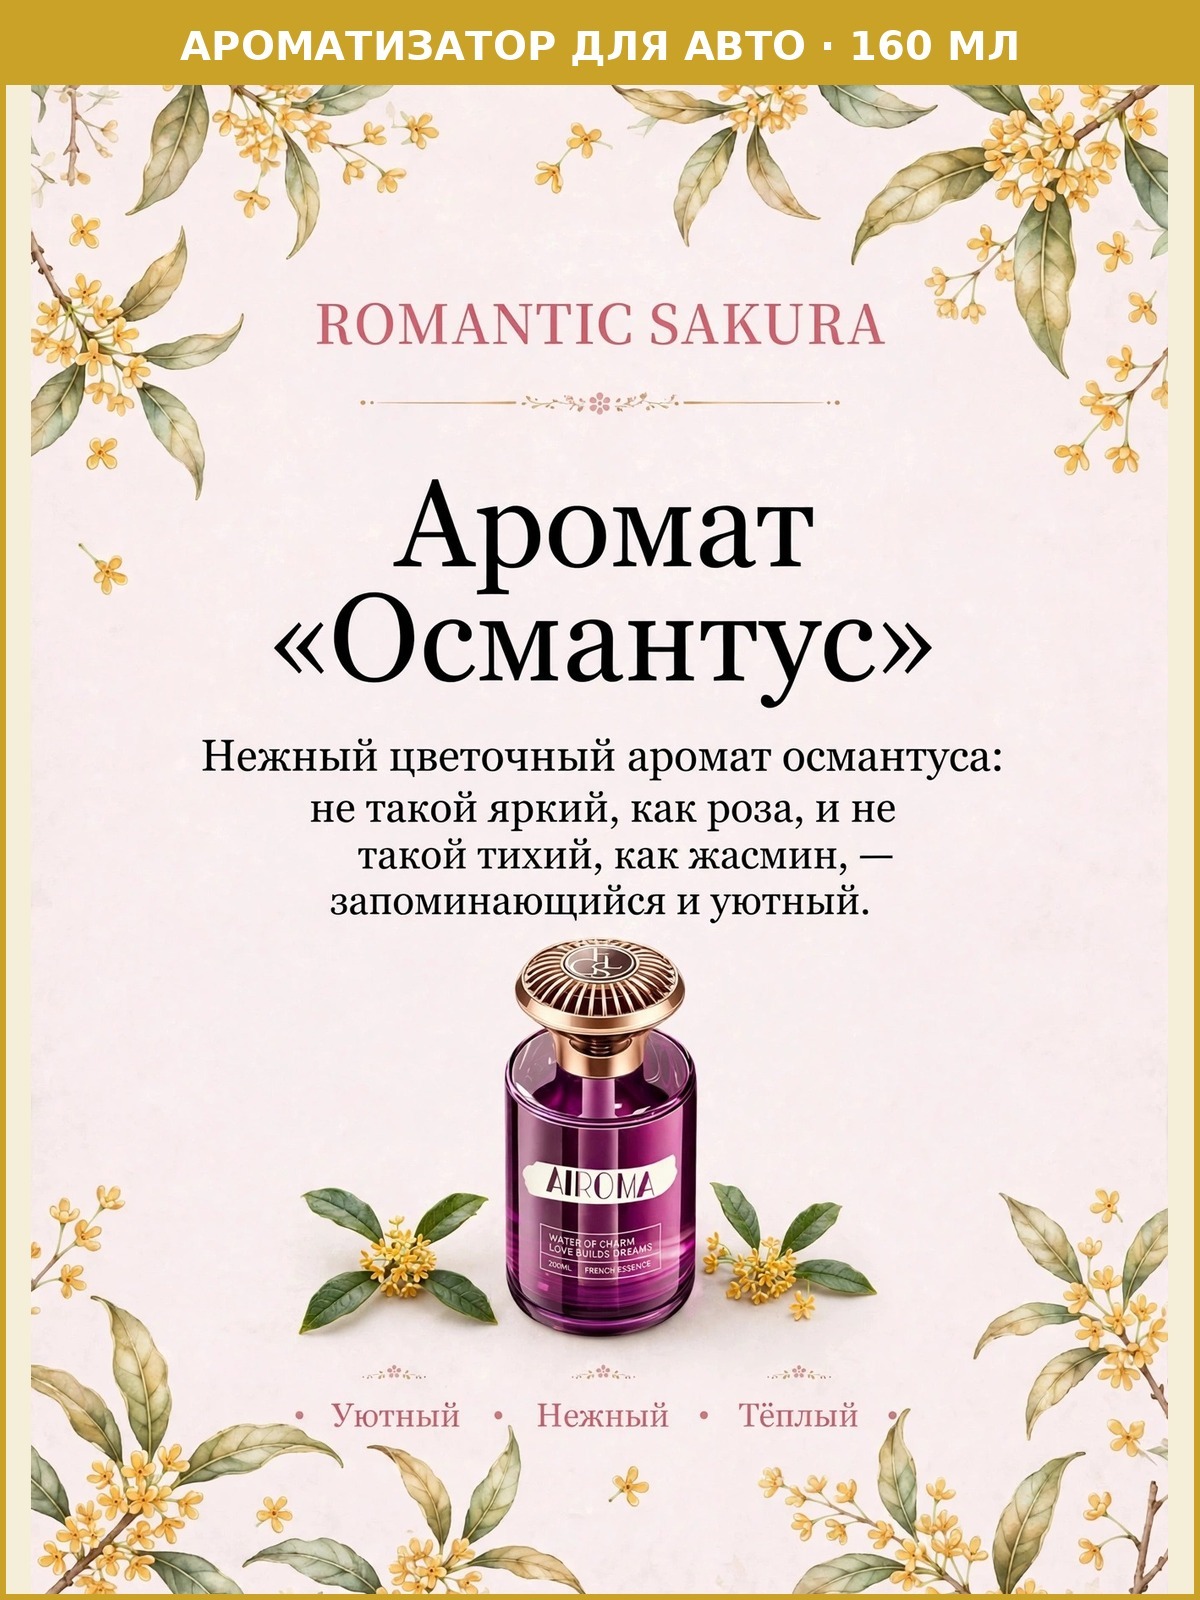 АРОМАТИЗАТОР ДЛЯ АВТО · 160 МЛ
ROMANTIC SAKURA
Аромат
«Османтус»
Нежный цветочный аромат османтуса:
не такой яркий, как роза, и не
такой тихий, как жасмин, —
запоминающийся и уютный.
AIROMA
WATER OF CHARM
LOVE BUILDS DREAMS
200ML FRENCH ESSENCE
• Уютный • Нежный • Тёплый •